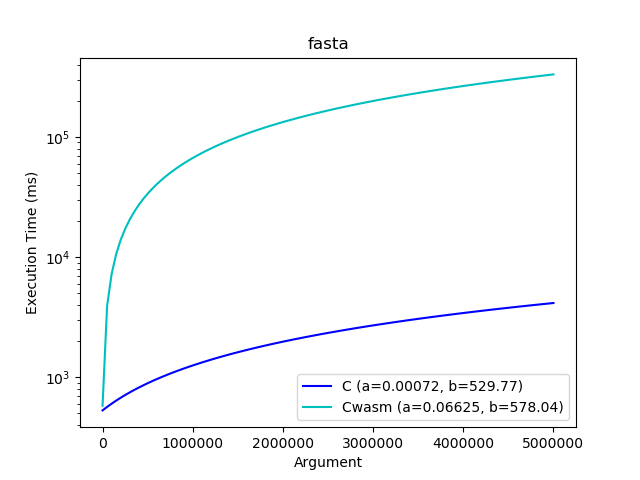 fasta
Execution Time (ms)
10^5
10^4
10^3
C (a=0.00072, b=529.77)
Cwasm (a=0.06625, b=578.04)
0 1000000 2000000 3000000 4000000 5000000
Argument